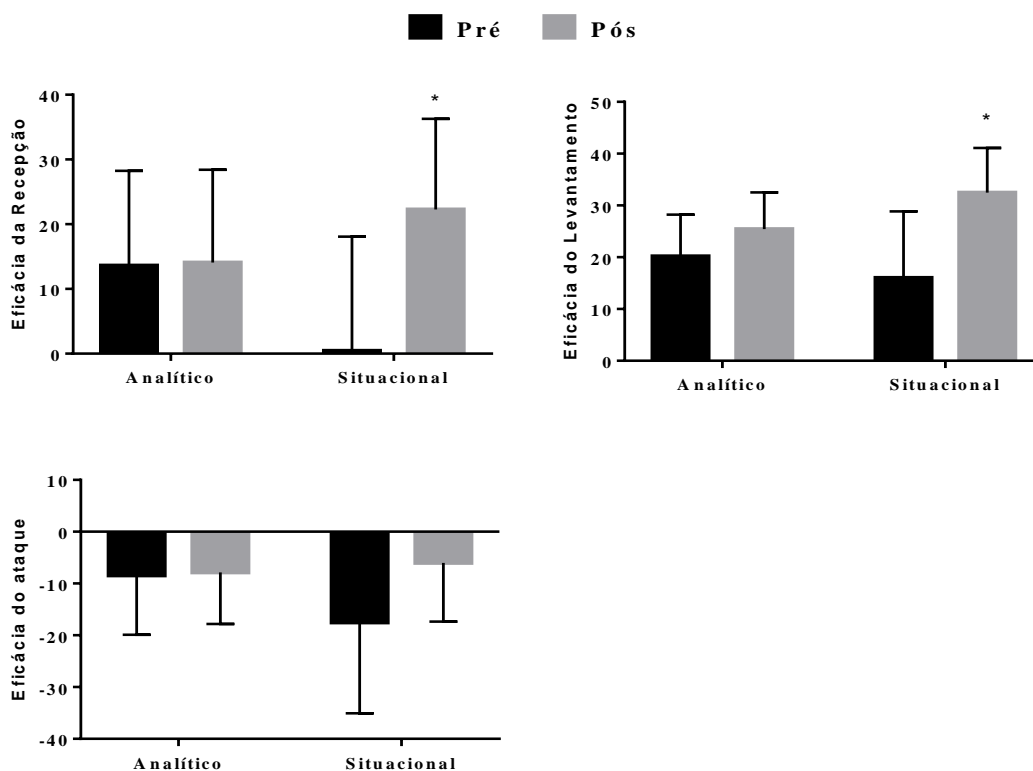 Pré Pós
Eficácia da Recepção
40
30
20
10
0
*
Analítico Situacional
Eficácia do Levantamento
50
40
30
20
10
0
*
Analítico Situacional
Eficácia do ataque
10
0
-10
-20
-30
-40
Analítico Situacional